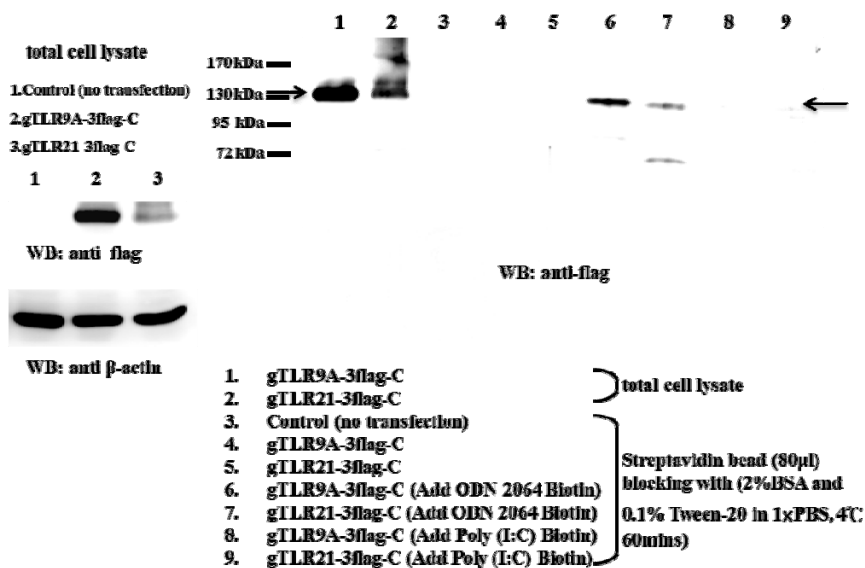 total cell lysate
1.Control (no transfection)
2.gTLR9A-3flag-C
3.gTLR21 3flag C
1 2 3
WB: anti flag
WB: anti β-actin
1 2 3 4 5 6 7 8 9
170kDa
130kDa
95 kDa
72 kDa
WB: anti-flag
1. gTLR9A-3flag-C
2. gTLR21-3flag-C
total cell lysate
3. Control (no transfection)
4. gTLR9A-3flag-C
5. gTLR21-3flag-C
6. gTLR9A-3flag-C (Add ODN 2064 Biotin)
7. gTLR21-3flag-C (Add OBN 2064 Biotin)
8. gTLR9A-3flag-C (Add Poly (I:C) Biotin)
9. gTLR21-3flag-C (Add Poly (I:C) Biotin)
Streptavidin bead (80μl)
blocking with (2%BSA and
0.1% Tween-20 in 1xPBS, 4℃
60mins)